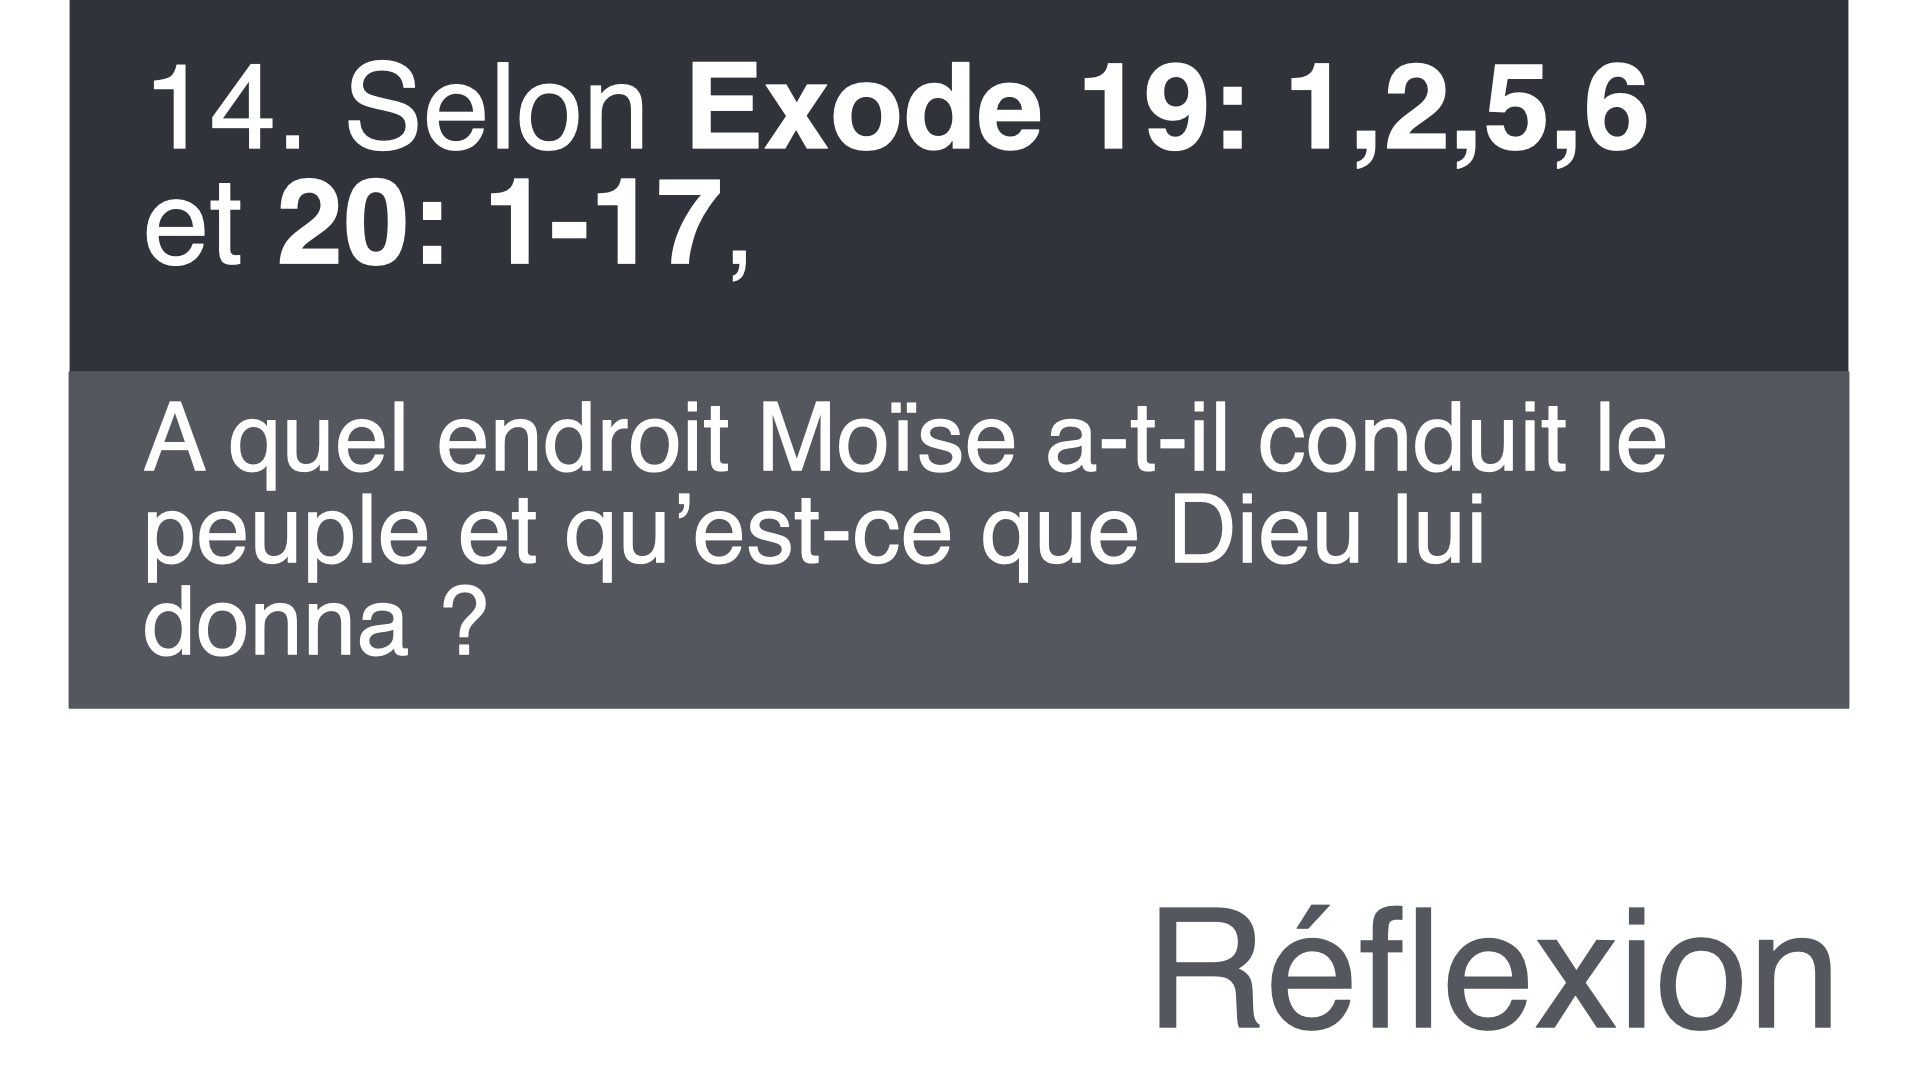 14. Selon Exode 19: 1,2,5,6
et 20: 1-17,
A quel endroit Moïse a-t-il conduit le
peuple et qu’est-ce que Dieu lui
donna ?
Réflexion